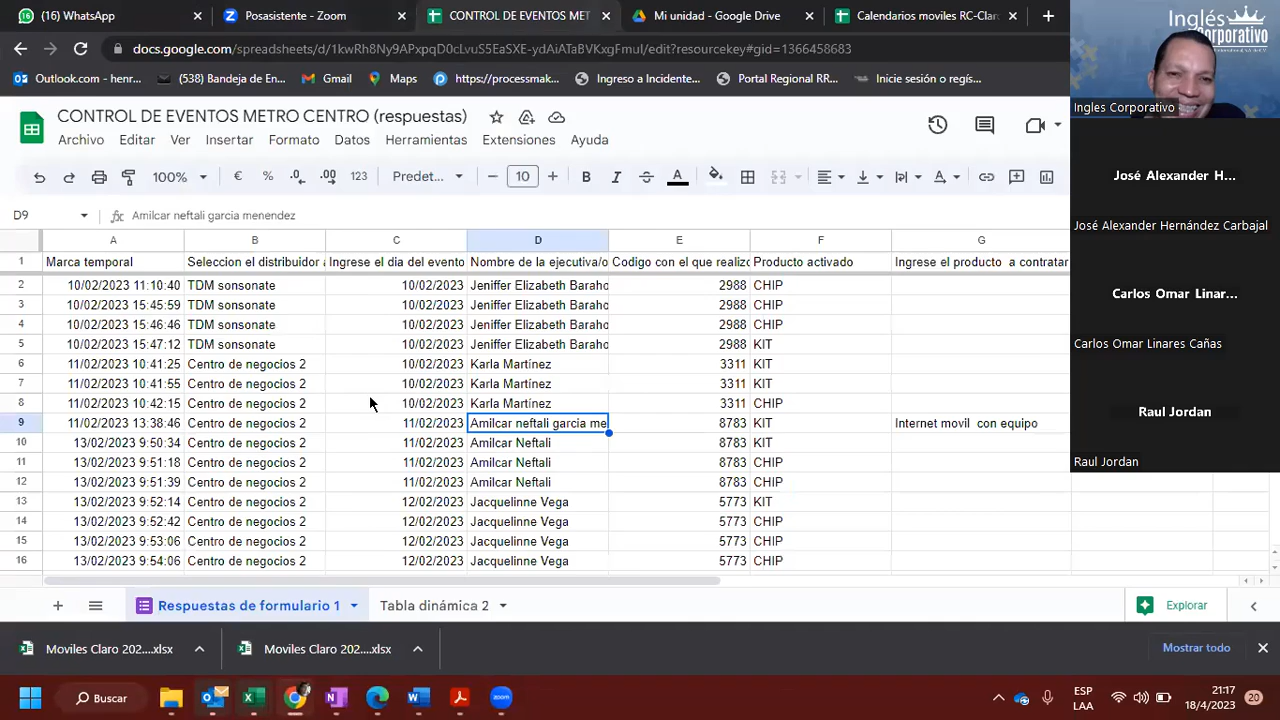 (16) WhatsApp
Posasistente - Zoom
CONTROL DE EVENTOS MET
Mi unidad - Google Drive
Calendarios moviles RC-Clar
docs.google.com/spreadsheets/d/1kwRh8Ny9APxpqD0cLvuS5EaSXE-ydAiATaBVKxgFmuI/edit?resourcekey#gid=1366458683
Outlook.com - henr...
(538) Bandeja de En...
Gmail
Maps
https://processmak...
Ingreso a Incidente...
Portal Regional RR...
Inicie sesión o regís...
CONTROL DE EVENTOS METRO CENTRO (respuestas)
Archivo Editar Ver Insertar Formato Datos Herramientas Extensiones Ayuda
100% € % .0 .00 123 Predet... 10 B I A
D9 fx Amilcar neftali garcia menendez
A B C D E F G
1 Marca temporal Seleccion el distribuidor a Ingrese el dia del evento Nombre de la ejecutiva/o Codigo con el que realizo Producto activado Ingrese el producto a contratar
2 10/02/2023 11:10:40 TDM sonsonate 10/02/2023 Jeniffer Elizabeth Baraho 2988 CHIP
3 10/02/2023 15:45:59 TDM sonsonate 10/02/2023 Jeniffer Elizabeth Baraho 2988 CHIP
4 10/02/2023 15:46:46 TDM sonsonate 10/02/2023 Jeniffer Elizabeth Baraho 2988 CHIP
5 10/02/2023 15:47:12 TDM sonsonate 10/02/2023 Jeniffer Elizabeth Baraho 2988 KIT
6 11/02/2023 10:41:25 Centro de negocios 2 10/02/2023 Karla Martínez 3311 KIT
7 11/02/2023 10:41:55 Centro de negocios 2 10/02/2023 Karla Martínez 3311 KIT
8 11/02/2023 10:42:15 Centro de negocios 2 10/02/2023 Karla Martínez 3311 CHIP
9 11/02/2023 13:38:46 Centro de negocios 2 11/02/2023 Amilcar neftali garcia me 8783 KIT Internet movil con equipo
10 13/02/2023 9:50:34 Centro de negocios 2 11/02/2023 Amilcar Neftali 8783 KIT
11 13/02/2023 9:51:18 Centro de negocios 2 11/02/2023 Amilcar Neftali 8783 CHIP
12 13/02/2023 9:51:39 Centro de negocios 2 11/02/2023 Amilcar Neftali 8783 CHIP
13 13/02/2023 9:52:14 Centro de negocios 2 12/02/2023 Jacquelinne Vega 5773 KIT
14 13/02/2023 9:52:42 Centro de negocios 2 12/02/2023 Jacquelinne Vega 5773 CHIP
15 13/02/2023 9:53:06 Centro de negocios 2 12/02/2023 Jacquelinne Vega 5773 CHIP
16 13/02/2023 9:54:06 Centro de negocios 2 12/02/2023 Jacquelinne Vega 5773 CHIP
Respuestas de formulario 1
Tabla dinámica 2
Explorar
Moviles Claro 202....xlsx
Moviles Claro 202....xlsx
Mostrar todo
Buscar
ESP
LAA
21:17
18/4/2023
20
Inglés
Corporativo
Ingles Corporativo
José Alexander H...
José Alexander Hernández Carbajal
Carlos Omar Linar...
Carlos Omar Linares Cañas
Raul Jordan
Raul Jordan